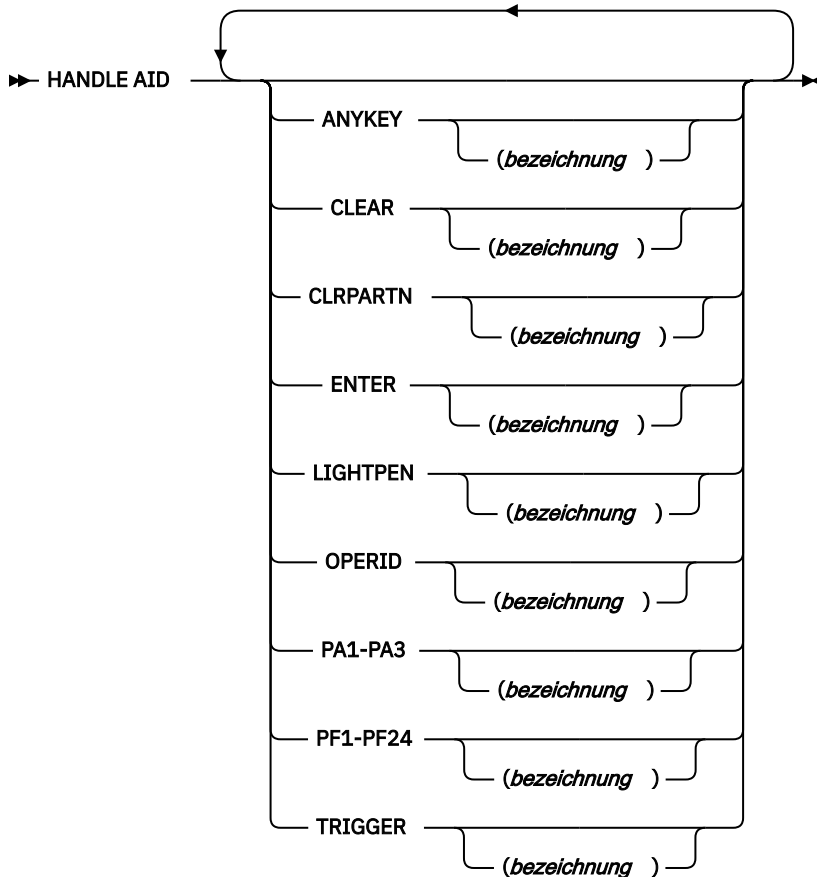 HANDLE AID
ANYKEY
(bezeichnung )
CLEAR
(bezeichnung )
CLRPARTN
(bezeichnung )
ENTER
(bezeichnung )
LIGHTPEN
(bezeichnung )
OPERID
(bezeichnung )
PA1-PA3
(bezeichnung )
PF1-PF24
(bezeichnung )
TRIGGER
(bezeichnung )